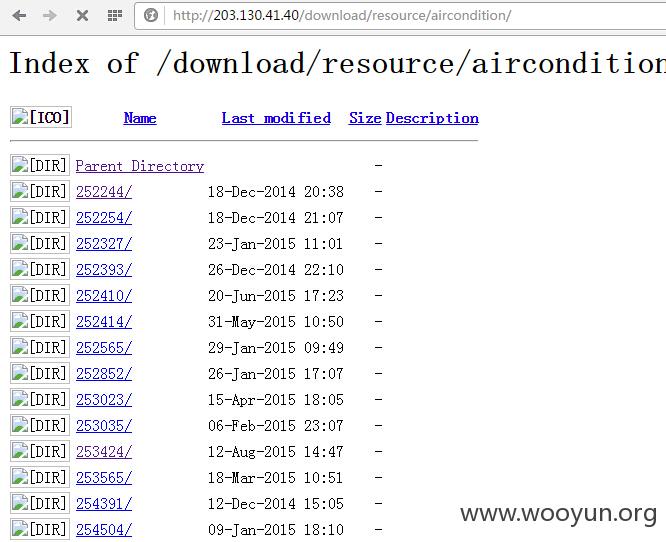 http://203.130.41.40/download/resource/aircondition/
Index of /download/resource/aircondition
[ICO] Name Last modified Size Description
[DIR] Parent Directory -
[DIR] 252244/ 18-Dec-2014 20:38 -
[DIR] 252254/ 18-Dec-2014 21:07 -
[DIR] 252327/ 23-Jan-2015 11:01 -
[DIR] 252393/ 26-Dec-2014 22:10 -
[DIR] 252410/ 20-Jun-2015 17:23 -
[DIR] 252414/ 31-May-2015 10:50 -
[DIR] 252565/ 29-Jan-2015 09:49 -
[DIR] 252852/ 26-Jan-2015 17:07 -
[DIR] 253023/ 15-Apr-2015 18:05 -
[DIR] 253035/ 06-Feb-2015 23:07 -
[DIR] 253424/ 12-Aug-2015 14:47 -
[DIR] 253565/ 18-Mar-2015 10:51 -
[DIR] 254391/ 12-Dec-2014 15:05 -
[DIR] 254504/ 09-Jan-2015 18:10 -
www.wooyun.org